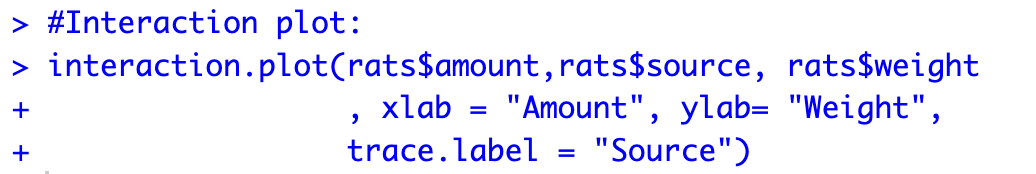 > #Interaction plot:
> interaction.plot(rats$amount,rats$source, rats$weight
+                  , xlab = "Amount", ylab= "Weight",
+                  trace.label = "Source")